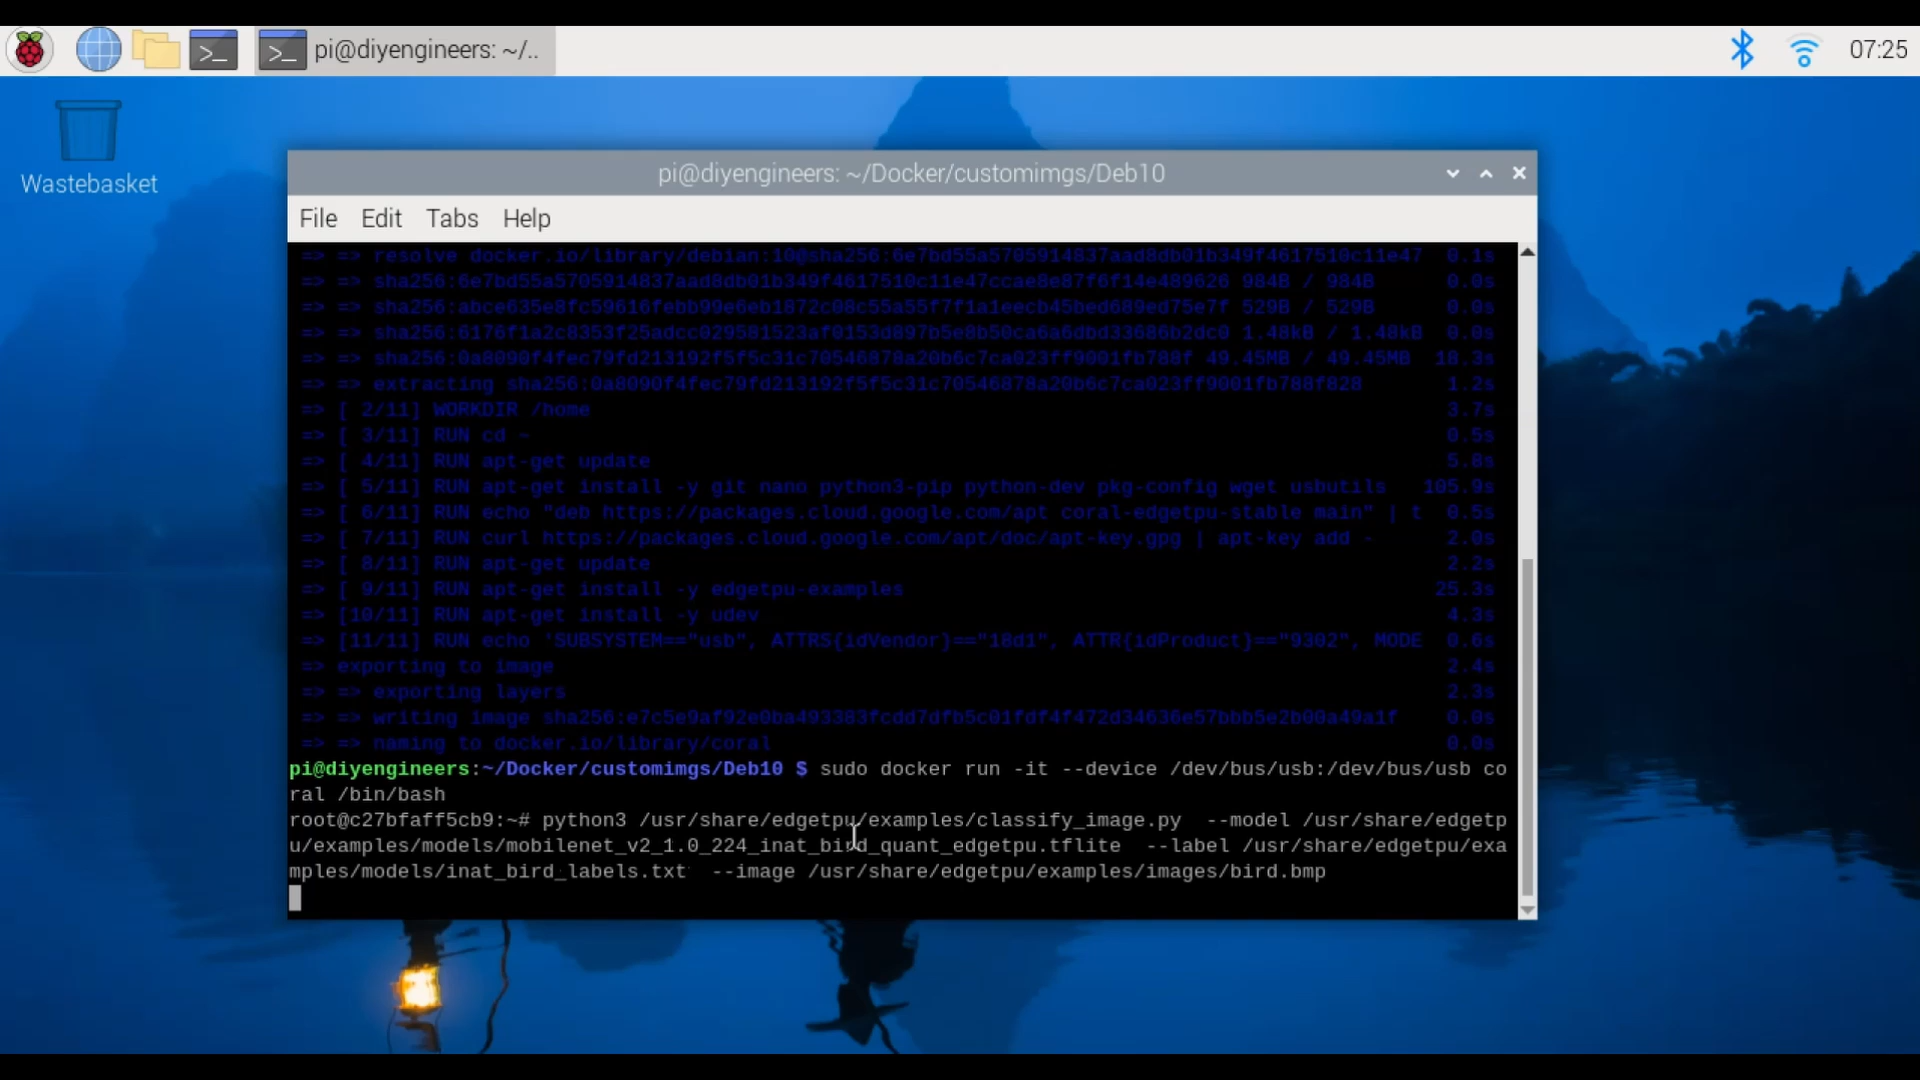 pi@diyengineers: ~/..
07:25
Wastebasket
pi@diyengineers: ~/Docker/customimgs/Deb10
File Edit Tabs Help
=> => resolve docker.io/library/debian:10@sha256:6e7bd55a5705914837aad8db01b349f4617510c11e47 0.1s
=> => sha256:6e7bd55a5705914837aad8db01b349f4617510c11e47ccae8e87f6f14e489626 984B / 984B 0.0s
=> => sha256:abce635e8fc59616febb99e6eb1872c08c55a55f7f1a1eecb45bed689ed75e7f 529B / 529B 0.0s
=> => sha256:6176f1a2c8353f25adcc029581523af0153d897b5e8b50ca6a6dbd33686b2dc0 1.48kB / 1.48kB 0.0s
=> => sha256:0a8090f4fec79fd213192f5f5c31c70546878a20b6c7ca023ff9001fb788f 49.45MB / 49.45MB 18.3s
=> => extracting sha256:0a8090f4fec79fd213192f5f5c31c70546878a20b6c7ca023ff9001fb788f828 1.2s
=> [ 2/11] WORKDIR /home 3.7s
=> [ 3/11] RUN cd ~ 0.5s
=> [ 4/11] RUN apt-get update 5.8s
=> [ 5/11] RUN apt-get install -y git nano python3-pip python-dev pkg-config wget usbutils 105.9s
=> [ 6/11] RUN echo "deb https://packages.cloud.google.com/apt coral-edgetpu-stable main" | t 0.5s
=> [ 7/11] RUN curl https://packages.cloud.google.com/apt/doc/apt-key.gpg | apt-key add - 2.0s
=> [ 8/11] RUN apt-get update 2.2s
=> [ 9/11] RUN apt-get install -y edgetpu-examples 25.3s
=> [10/11] RUN apt-get install -y udev 4.3s
=> [11/11] RUN echo 'SUBSYSTEM=="usb", ATTRS{idVendor}=="18d1", ATTR{idProduct}=="9302", MODE 0.6s
=> exporting to image 2.4s
=> => exporting layers 2.3s
=> => writing image sha256:e7c5e9af92e0ba493383fcdd7dfb5c01fdf4f472d34636e57bbb5e2b00a49a1f 0.0s
=> => naming to docker.io/library/coral 0.0s
pi@diyengineers:~/Docker/customimgs/Deb10 $ sudo docker run -it --device /dev/bus/usb:/dev/bus/usb co
ral /bin/bash
root@c27bfaff5cb9:~# python3 /usr/share/edgetpu/examples/classify_image.py --model /usr/share/edgetp
u/examples/models/mobilenet_v2_1.0_224_inat_bird_quant_edgetpu.tflite --label /usr/share/edgetpu/exa
mples/models/inat_bird_labels.txt --image /usr/share/edgetpu/examples/images/bird.bmp